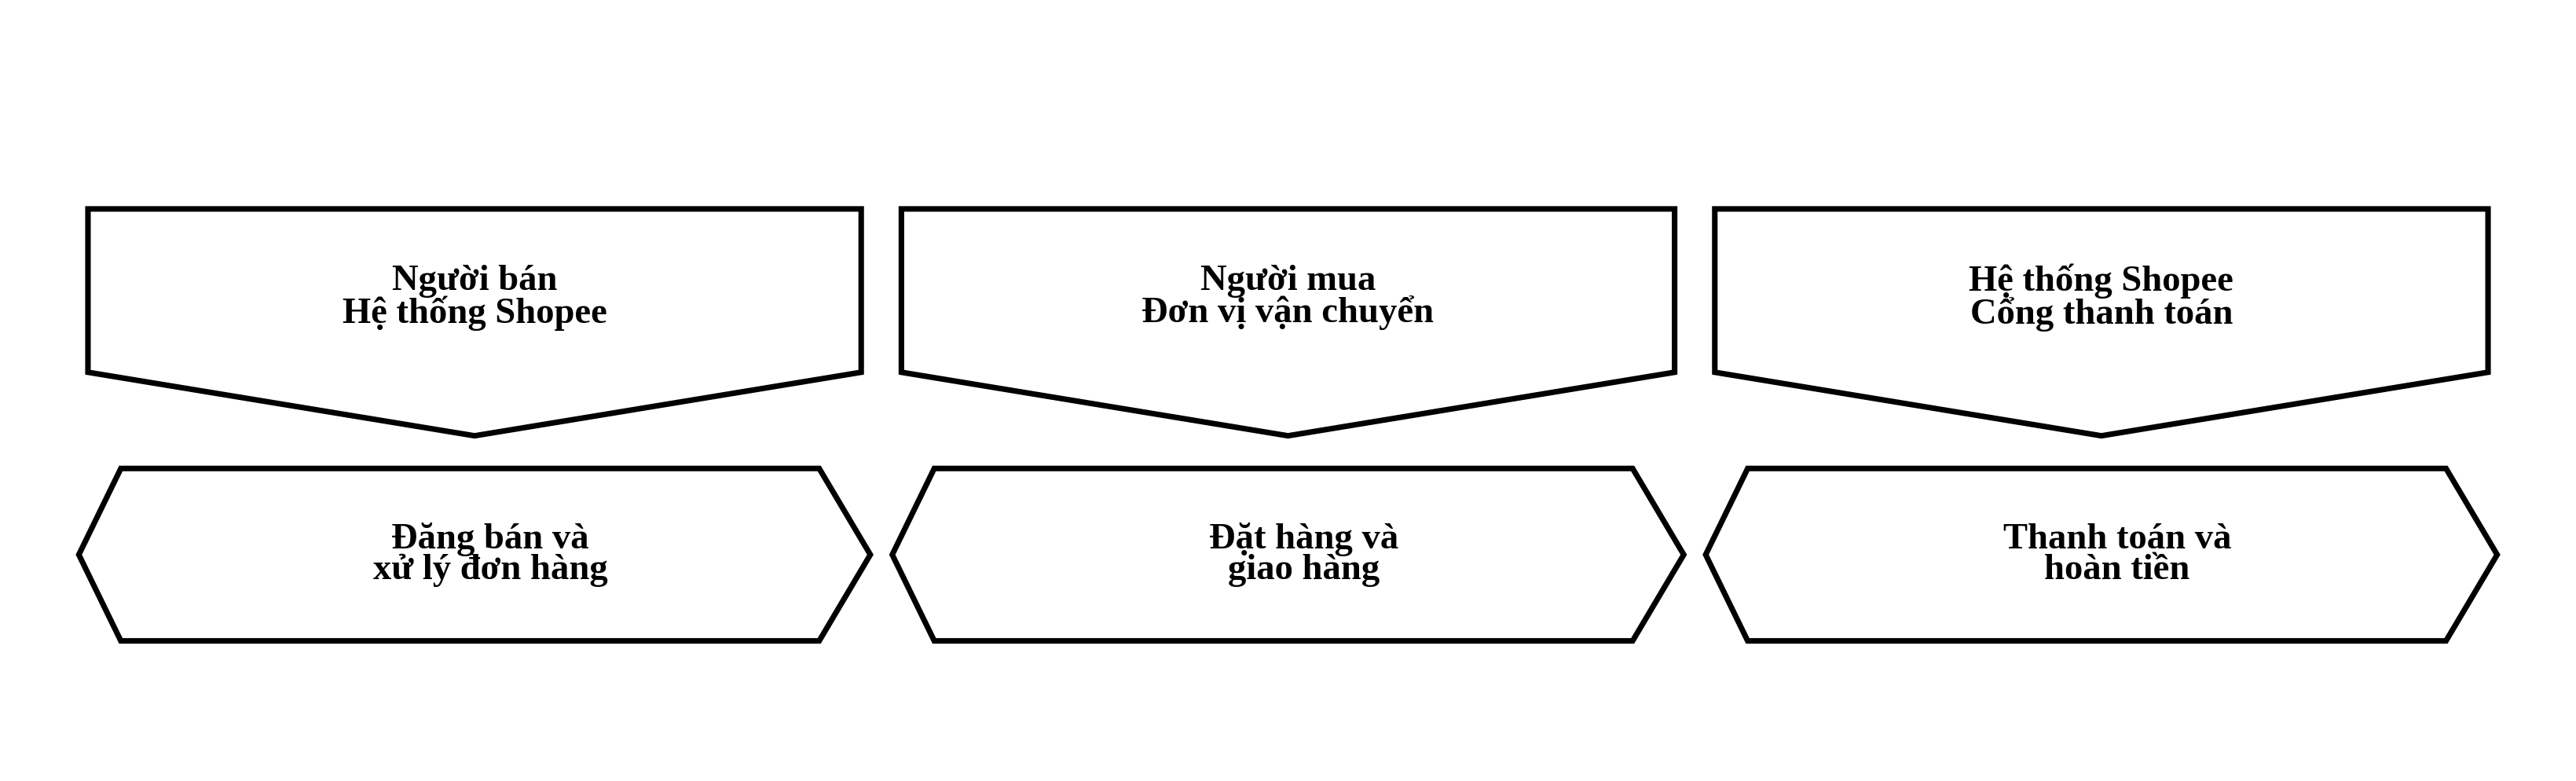 Người bán
Hệ thống Shopee
Người mua
Đơn vị vận chuyển
Hệ thống Shopee
Cổng thanh toán
Đăng bán và
xử lý đơn hàng
Đặt hàng và
giao hàng
Thanh toán và
hoàn tiền